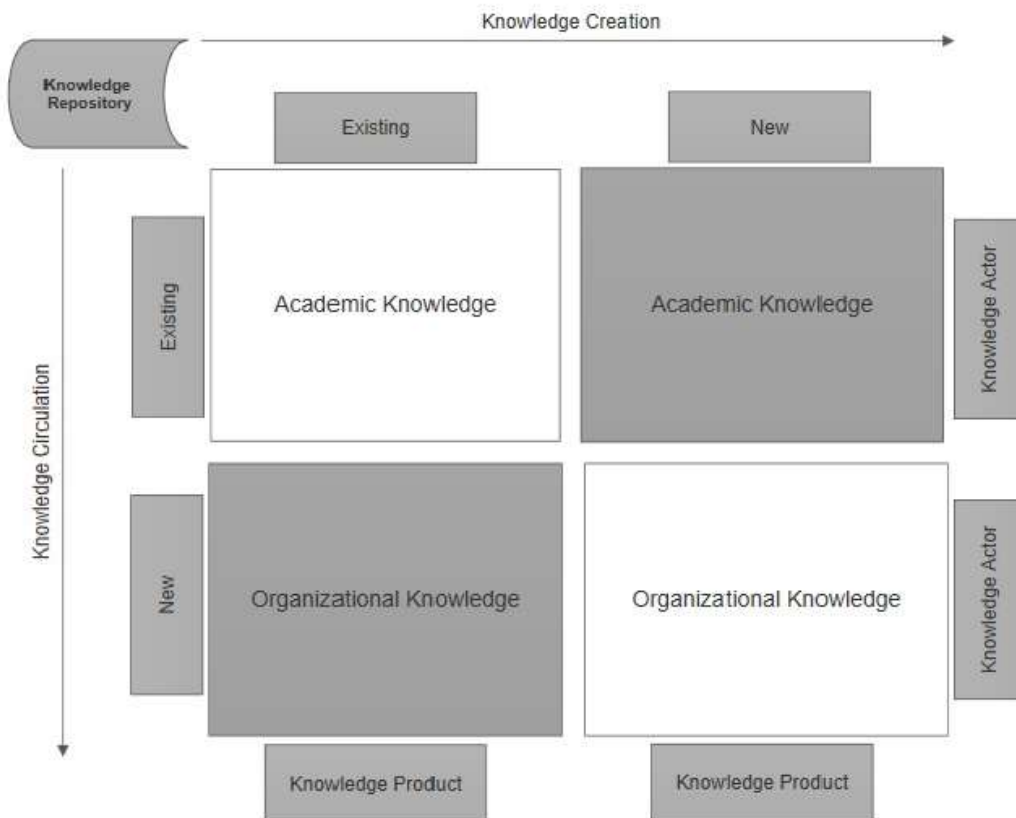 Knowledge Creation
Knowledge
Repository
Existing
New
Existing
Academic Knowledge
Academic Knowledge
Knowledge Actor
Knowledge Circulation
New
Organizational Knowledge
Organizational Knowledge
Knowledge Actor
Knowledge Product
Knowledge Product